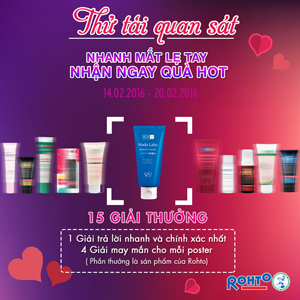 Thử tài quan sát
NHANH MẮT LẸ TAY
NHẬN NGAY QUÀ HOT
14.02.2016 - 20.02.2016
Hada Labo
15 GIẢI THƯỞNG
1 Giải trả lời nhanh và chính xác nhất
4 Giải may mắn cho mỗi poster
( Phần thưởng là sản phẩm của Rohto)
ROHTO